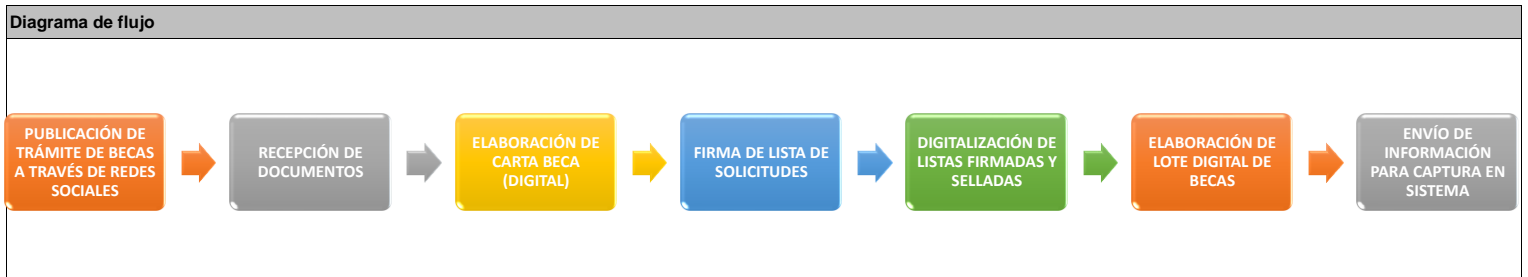 Diagrama de flujo
PUBLICACIÓN DE
TRÁMITE DE BECAS
A TRAVÉS DE REDES
SOCIALES
RECEPCIÓN DE
DOCUMENTOS
ELABORACIÓN DE
CARTA BECA
(DIGITAL)
FIRMA DE LISTA DE
SOLICITUDES
DIGITALIZACIÓN DE
LISTAS FIRMADAS Y
SELLADAS
ELABORACIÓN DE
LOTE DIGITAL DE
BECAS
ENVÍO DE
INFORMACIÓN
PARA CAPTURA EN
SISTEMA